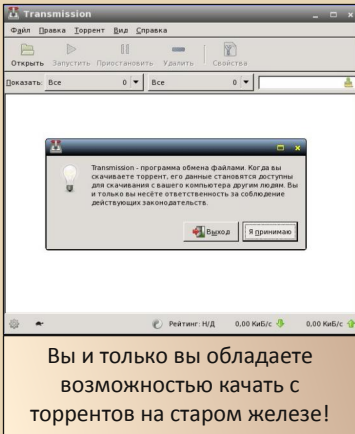 Transmission
Файл Правка Торрент Вид Справка
Открыть Запустить Приостановить Удалить Свойства
Показать: Все 0 Все 0
Transmission - программа обмена файлами. Когда вы
скачиваете торрент, его данные становятся доступны
для скачивания с вашего компьютера другим людям. Вы
и только вы несёте ответственность за соблюдение
действующих законодательств.
Выход Я принимаю
Рейтинг: Н/Д 0,00 КиБ/с 0,00 КиБ/с
Вы и только вы обладаете
возможностью качать с
торрентов на старом железе!